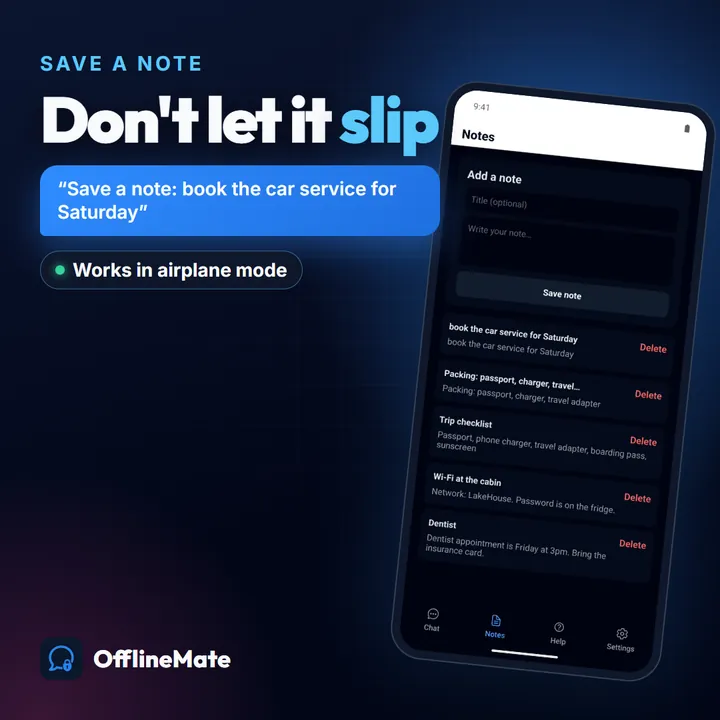 SAVE A NOTE
Don't let it slip
“Save a note: book the car service for
Saturday”
Works in airplane mode
9:41
Notes
Add a note
Title (optional)
Write your note...
Save note
book the car service for Saturday
book the car service for Saturday
Delete
Packing: passport, charger, travel...
Packing: passport, charger, travel adapter
Delete
Trip checklist
Passport, phone charger, travel adapter, boarding pass,
sunscreen
Delete
Wi-Fi at the cabin
Network: LakeHouse. Password is on the fridge.
Delete
Dentist
Dentist appointment is Friday at 3pm. Bring the
insurance card.
Delete
Chat
Notes
Help
Settings
OfflineMate